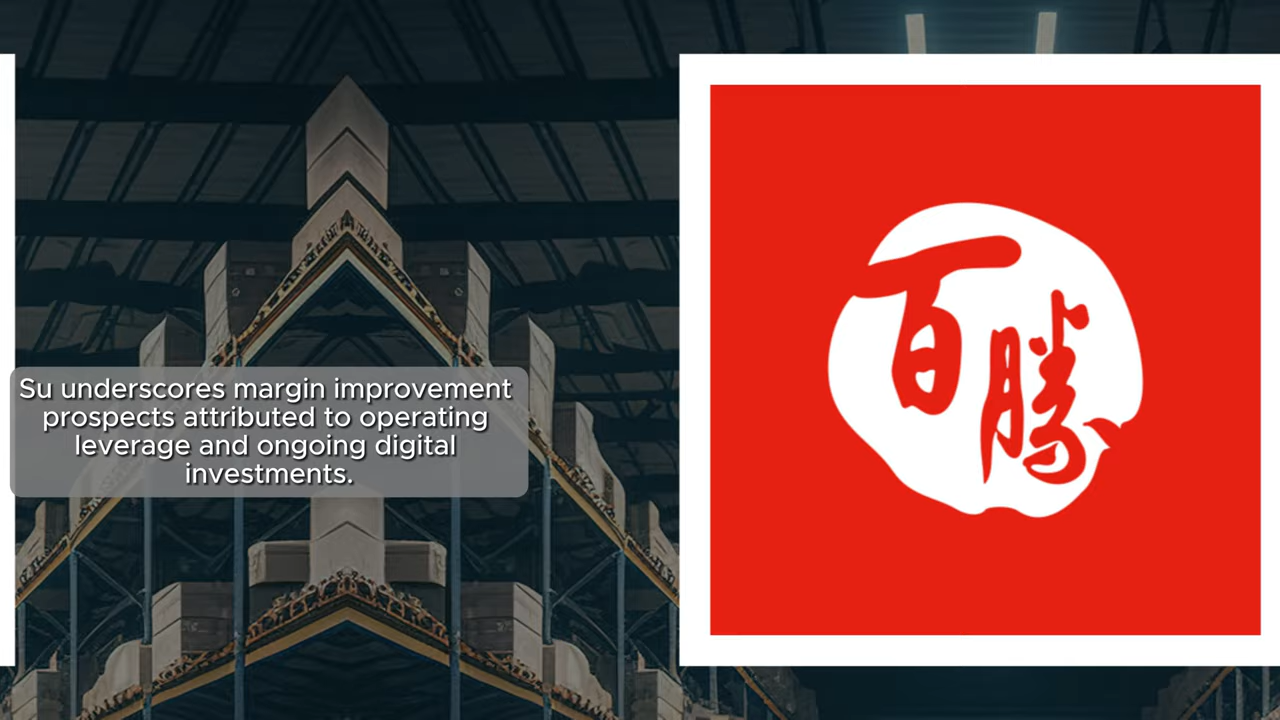 Su underscores margin improvement
prospects attributed to operating
leverage and ongoing digital
investments.
百勝